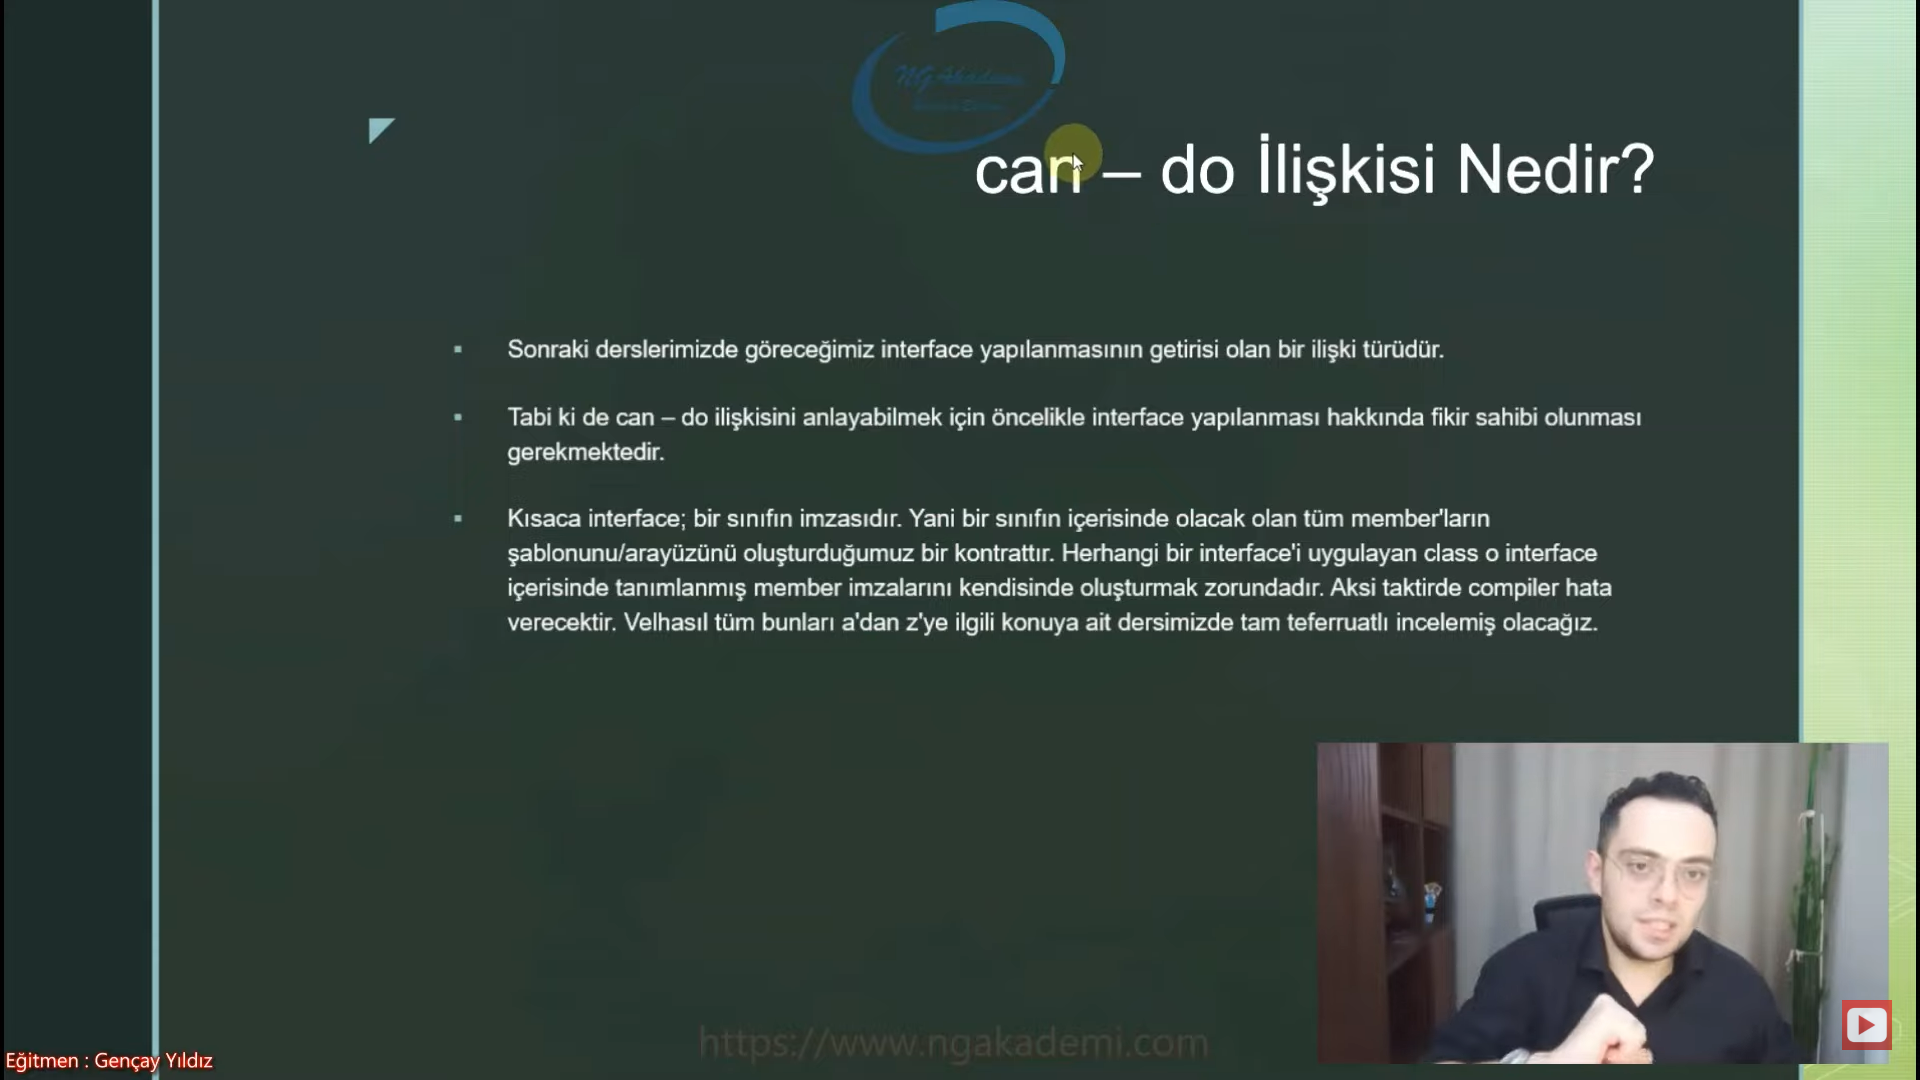 NG Akademi
can – do İlişkisi Nedir?
Sonraki derslerimizde göreceğimiz interface yapılanmasının getirisi olan bir ilişki türüdür.
Tabi ki de can – do ilişkisini anlayabilmek için öncelikle interface yapılanması hakkında fikir sahibi olunması
gerekmektedir.
Kısaca interface; bir sınıfın imzasıdır. Yani bir sınıfın içerisinde olacak olan tüm member'ların
şablonunu/arayüzünü oluşturduğumuz bir kontrattır. Herhangi bir interface'i uygulayan class o interface
içerisinde tanımlanmış member imzalarını kendisinde oluşturmak zorundadır. Aksi taktirde compiler hata
verecektir. Velhasıl tüm bunları a'dan z'ye ilgili konuya ait dersimizde tam teferruatlı incelemiş olacağız.
https://www.ngakademi.com
Eğitmen : Gençay Yıldız